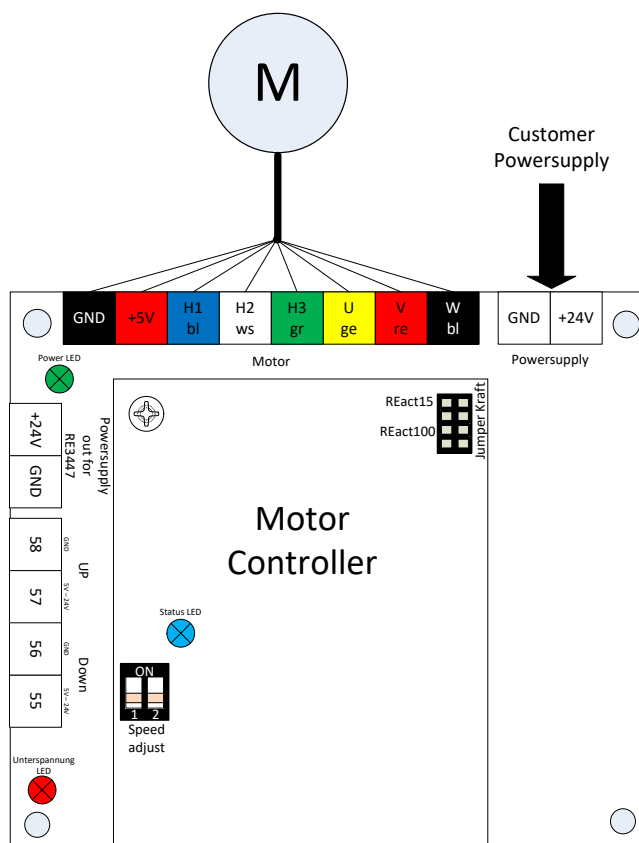 M
Customer
Powersupply
GND
+5V
H1
bl
H2
ws
H3
gr
U
ge
V
re
W
bl
GND
+24V
Motor
Powersupply
Power LED
REact15
REact100
Jumper Kraft
+24V
GND
Powersupply
out for
RE3447
Motor
Controller
58
GND
57
5V – 24V
UP
56
GND
55
5V – 24V
Down
Status LED
ON
1 2
Speed
adjust
Unterspannung
LED